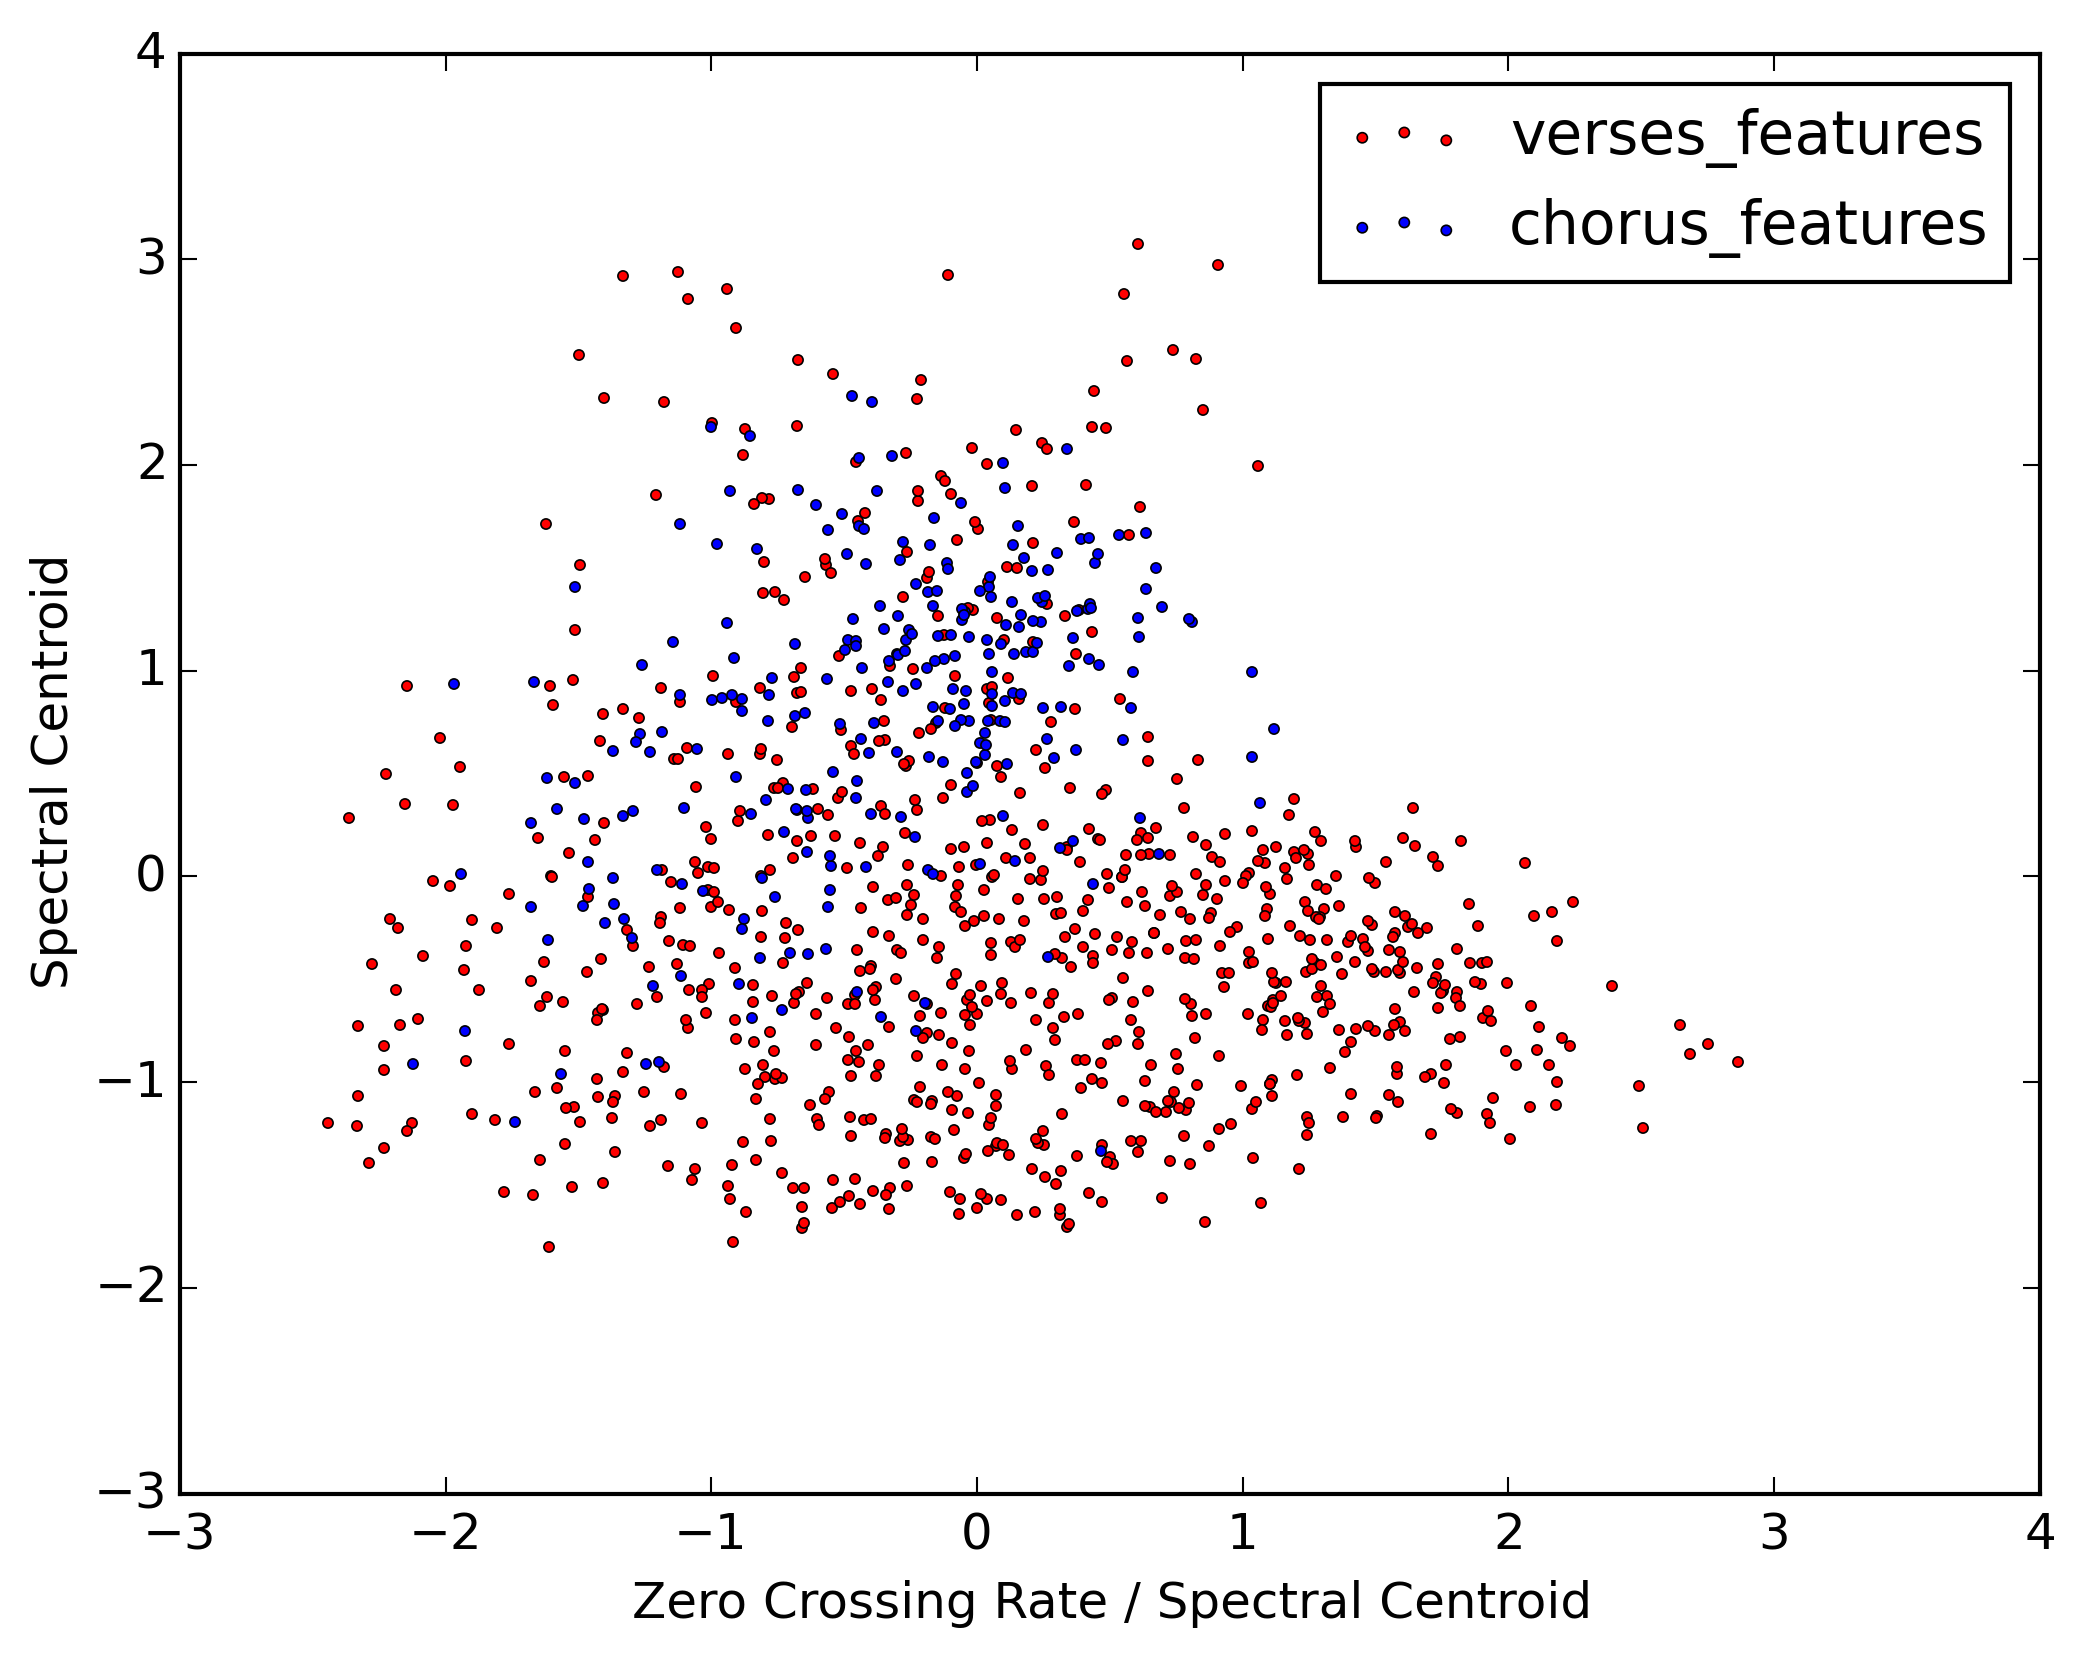 4
3
2
1
0
−1
−2
−3
Spectral Centroid
verses_features
chorus_features
−3 −2 −1 0 1 2 3 4
Zero Crossing Rate / Spectral Centroid